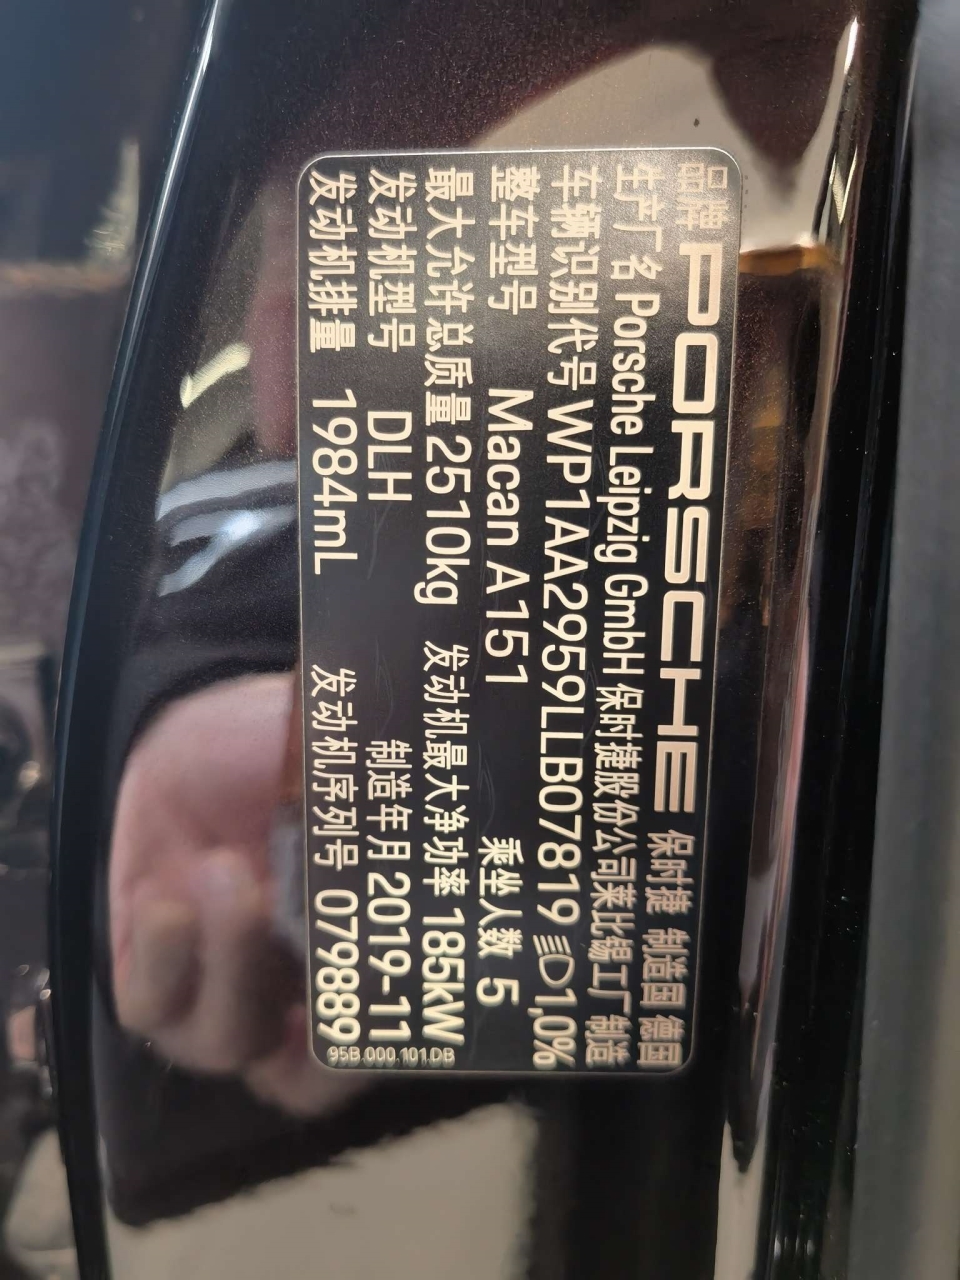 品牌 PORSCHE 保时捷 制造国 德国
生产厂名 Porsche Leipzig GmbH 保时捷股份公司莱比锡工厂制造
车辆识别代号 WP1AA2959LLB07819 1,0%
整车型号 Macan A151 乘坐人数 5
最大允许总质量 2510kg 发动机最大净功率 185kW
发动机型号 DLH 制造年月 2019-11
发动机排量 1984mL 发动机序列号 079889
95B.000.101.DB